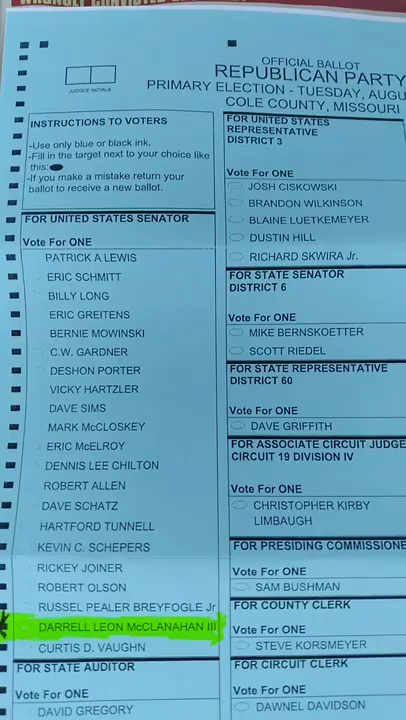 JUDGES' INITIALS
OFFICIAL BALLOT
REPUBLICAN PARTY
PRIMARY ELECTION - TUESDAY, AUGU
COLE COUNTY, MISSOURI
INSTRUCTIONS TO VOTERS
-Use only blue or black ink.
-Fill in the target next to your choice like
this:
-If you make a mistake return your
ballot to receive a new ballot.
FOR UNITED STATES SENATOR
Vote For ONE
PATRICK A LEWIS
ERIC SCHMITT
BILLY LONG
ERIC GREITENS
BERNIE MOWINSKI
C.W. GARDNER
DESHON PORTER
VICKY HARTZLER
DAVE SIMS
MARK McCLOSKEY
ERIC McELROY
DENNIS LEE CHILTON
ROBERT ALLEN
DAVE SCHATZ
HARTFORD TUNNELL
KEVIN C. SCHEPERS
RICKEY JOINER
ROBERT OLSON
RUSSEL PEALER BREYFOGLE Jr
DARRELL LEON McCLANAHAN III
CURTIS D. VAUGHN
FOR STATE AUDITOR
Vote For ONE
DAVID GREGORY
FOR UNITED STATES
REPRESENTATIVE
DISTRICT 3
Vote For ONE
JOSH CISKOWSKI
BRANDON WILKINSON
BLAINE LUETKEMEYER
DUSTIN HILL
RICHARD SKWIRA Jr.
FOR STATE SENATOR
DISTRICT 6
Vote For ONE
MIKE BERNSKOETTER
SCOTT RIEDEL
FOR STATE REPRESENTATIVE
DISTRICT 60
Vote For ONE
DAVE GRIFFITH
FOR ASSOCIATE CIRCUIT JUDGE
CIRCUIT 19 DIVISION IV
Vote For ONE
CHRISTOPHER KIRBY
LIMBAUGH
FOR PRESIDING COMMISSIONE
Vote For ONE
SAM BUSHMAN
FOR COUNTY CLERK
Vote For ONE
STEVE KORSMEYER
FOR CIRCUIT CLERK
Vote For ONE
DAWNEL DAVIDSON